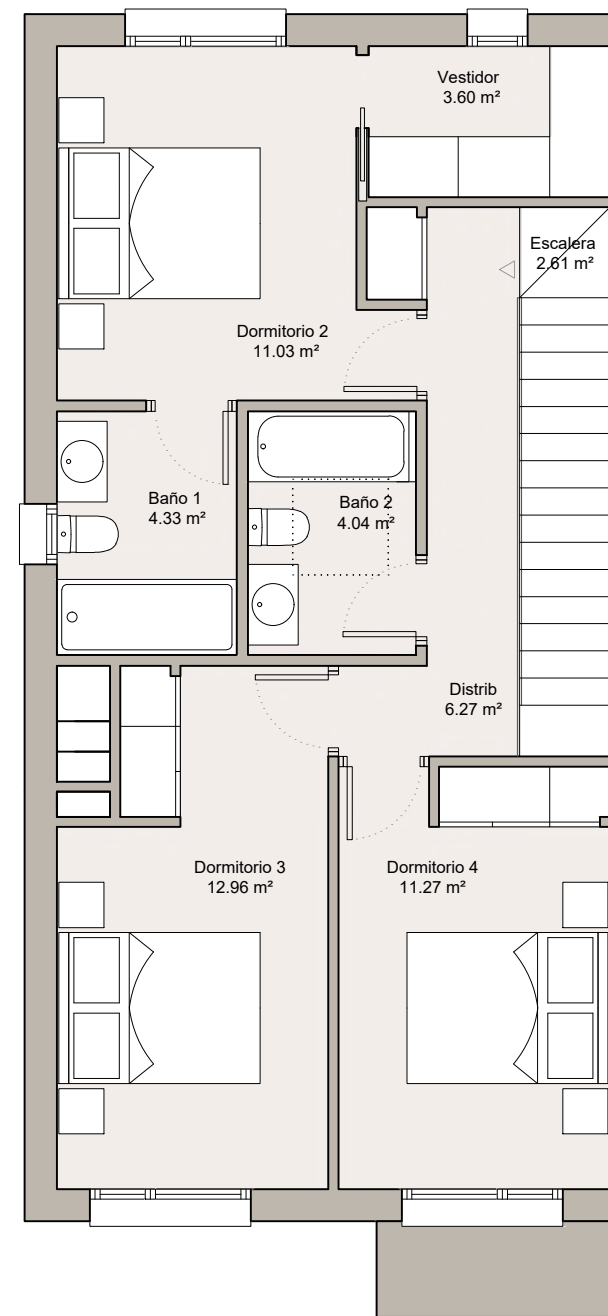 Vestidor
3.60 m²
Escalera
2.61 m²
Dormitorio 2
11.03 m²
Baño 1
4.33 m²
Baño 2
4.04 m²
Distrib
6.27 m²
Dormitorio 3
12.96 m²
Dormitorio 4
11.27 m²